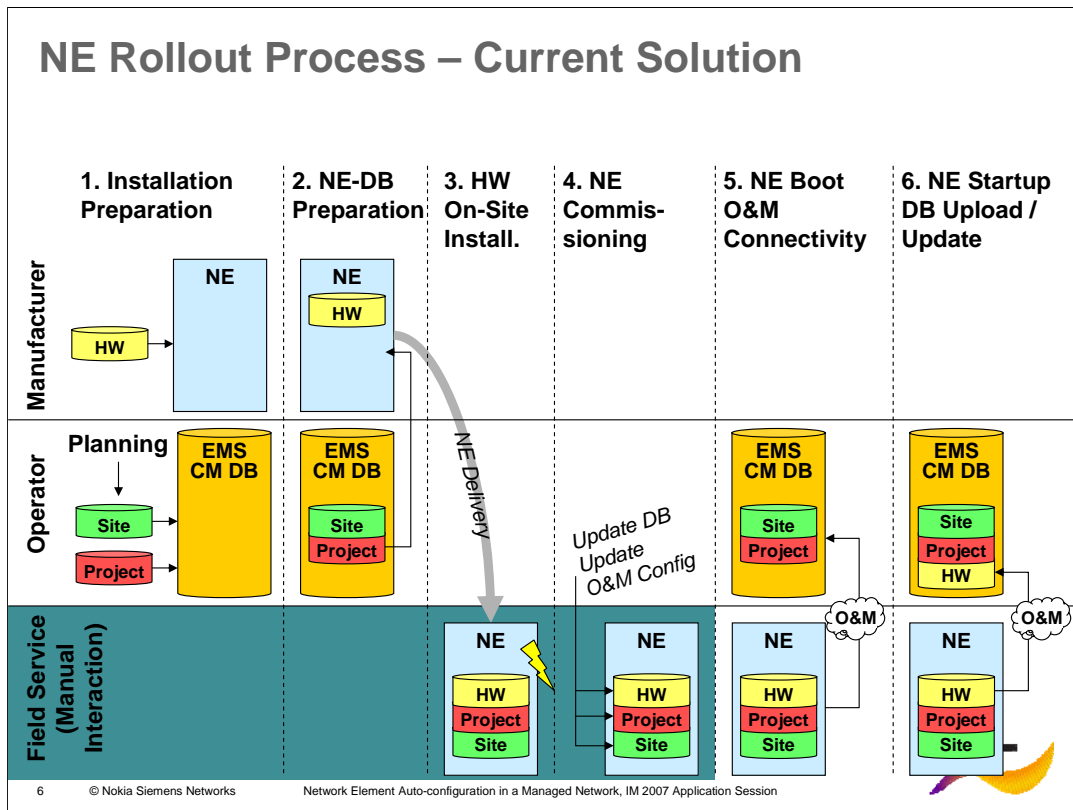 NE Rollout Process – Current Solution
1. Installation
Preparation
2. NE-DB
Preparation
3. HW
On-Site
Install.
4. NE
Commis-
sioning
5. NE Boot
O&M
Connectivity
6. NE Startup
DB Upload /
Update
Manufacturer
HW
NE
NE
HW
NE Delivery
Operator
Planning
Site
Project
EMS
CM DB
EMS
CM DB
Site
Project
Update DB
Update
O&M Config
EMS
CM DB
Site
Project
EMS
CM DB
Site
Project
HW
Field Service
(Manual
Interaction)
NE
HW
Project
Site
NE
HW
Project
Site
NE
HW
Project
Site
O&M
NE
HW
Project
Site
O&M
6 © Nokia Siemens Networks Network Element Auto-configuration in a Managed Network, IM 2007 Application Session